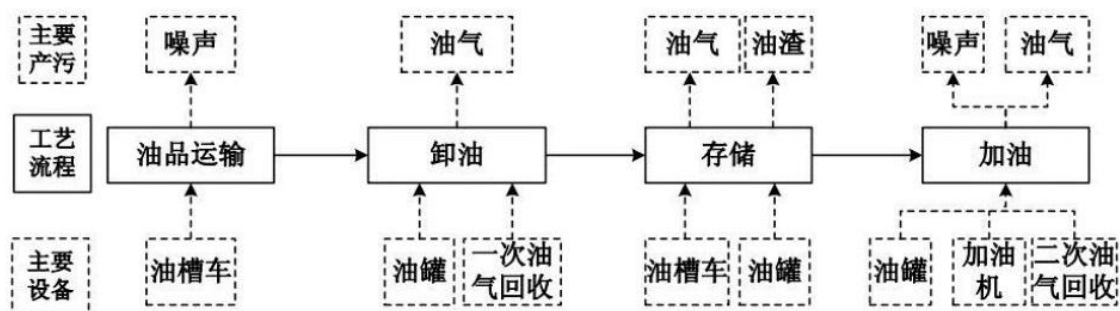 主要
产污
噪声
油气
油气
油渣
噪声
油气
工艺
流程
油品运输
卸油
存储
加油
主要
设备
油槽车
油罐
一次油
气回收
油槽车
油罐
油罐
加油
机
二次油
气回收